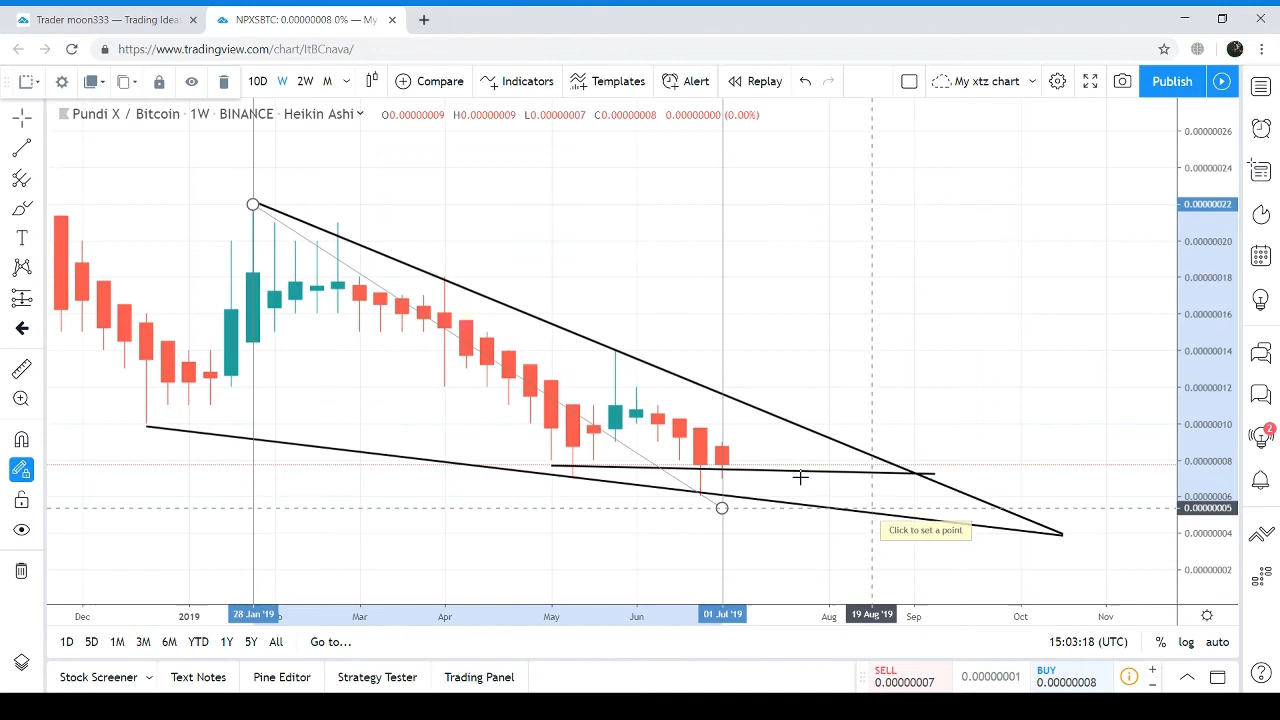 Trader moon333 — Trading Idea
NPXSBTC: 0.00000008 0% — My
https://www.tradingview.com/chart/ItBCnava/
10D W 2W M Compare Indicators Templates Alert Replay My xtz chart Publish
Pundi X / Bitcoin · 1W · BINANCE · Heikin Ashi O0.00000009 H0.00000009 L0.00000007 C0.00000008 0.00000000 (0.00%)
0.00000026
0.00000024
0.00000022
0.00000020
0.00000018
0.00000016
0.00000014
0.00000012
0.00000010
0.00000008
0.00000006
0.00000005
Click to set a point
0.00000004
0.00000002
2
Dec 2019 28 Jan '19 Mar Apr May Jun 01 Jul '19 Aug 19 Aug '19 Sep Oct Nov
1D 5D 1M 3M 6M YTD 1Y 5Y All Go to... 15:03:18 (UTC) % log auto
Stock Screener Text Notes Pine Editor Strategy Tester Trading Panel
SELL
0.00000007
0.00000001
BUY
0.00000008